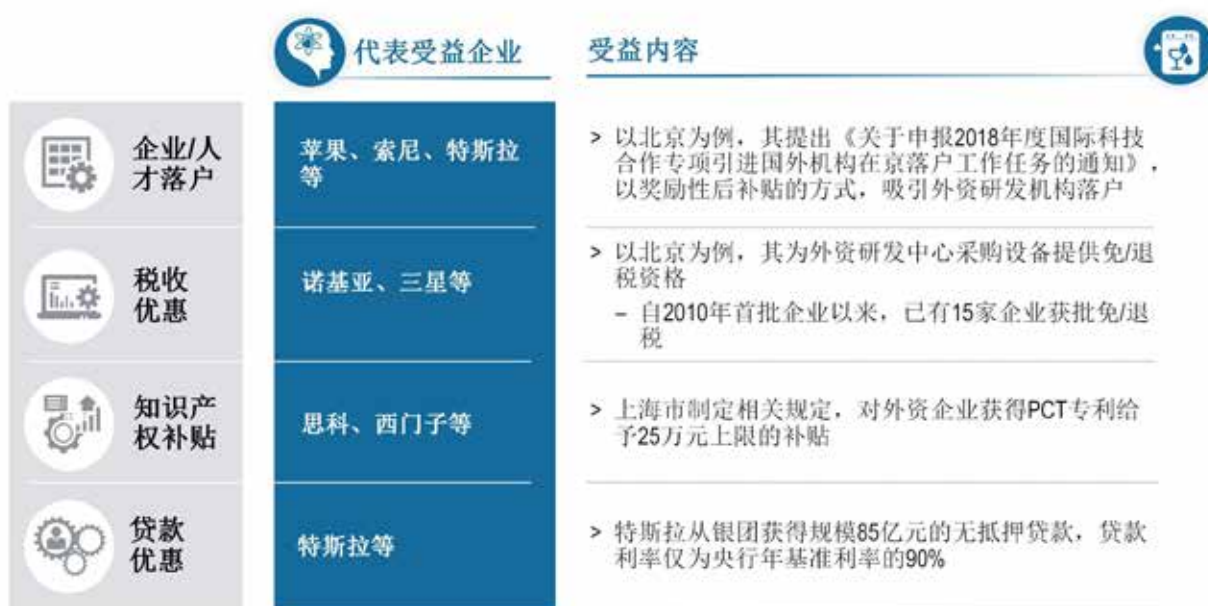 代表受益企业
受益内容
企业/人
才落户
苹果、索尼、特斯拉
等
> 以北京为例，其提出《关于申报2018年度国际科技
合作专项引进国外机构在京落户工作任务的通知》，
以奖励性后补贴的方式，吸引外资研发机构落户
税收
优惠
诺基亚、三星等
> 以北京为例，其为外资研发中心采购设备提供免/退
税资格
– 自2010年首批企业以来，已有15家企业获批免/退
税
知识产
权补贴
思科、西门子等
> 上海市制定相关规定，对外资企业获得PCT专利给
予25万元上限的补贴
贷款
优惠
特斯拉等
> 特斯拉从银团获得规模85亿元的无抵押贷款，贷款
利率仅为央行年基准利率的90%